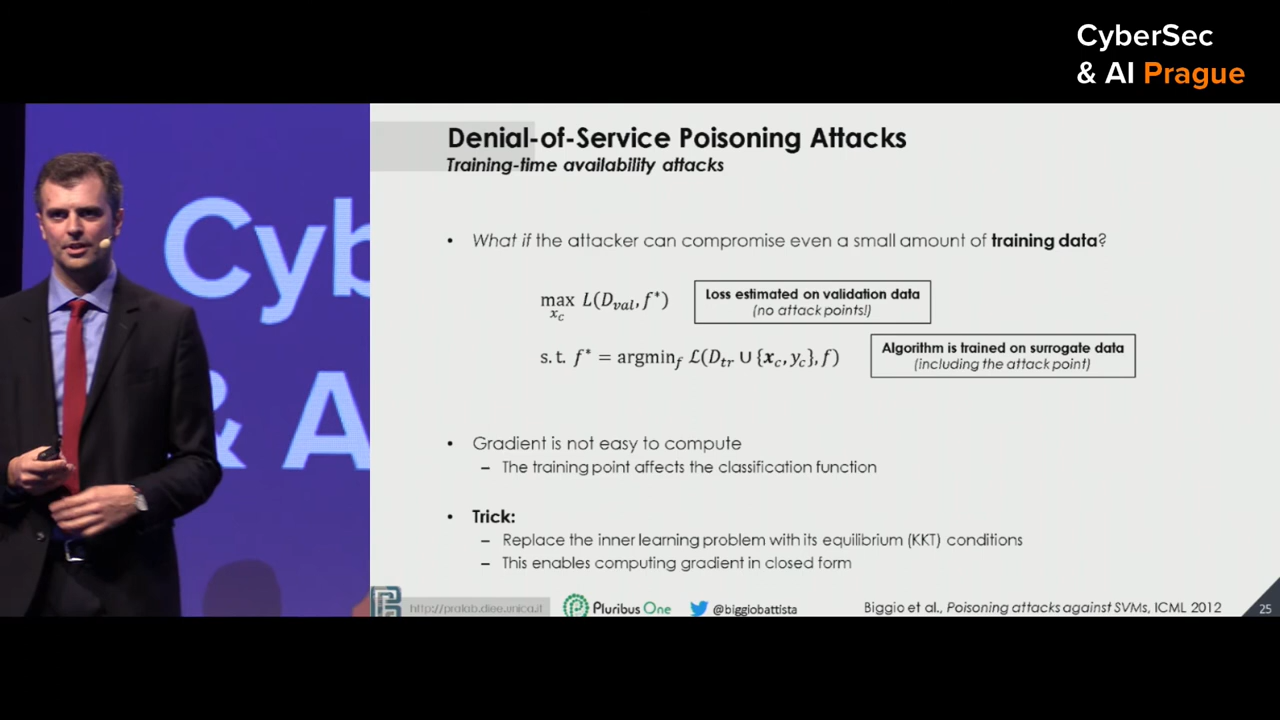 CyberSec
& AI Prague
Cyb
& A
Denial-of-Service Poisoning Attacks
Training-time availability attacks
• What if the attacker can compromise even a small amount of training data?
max L(D_val, f*)
x_c
Loss estimated on validation data
(no attack points!)
s.t. f* = argmin_f ℒ(D_tr ∪ {x_c, y_c}, f)
Algorithm is trained on surrogate data
(including the attack point)
• Gradient is not easy to compute
– The training point affects the classification function
• Trick:
– Replace the inner learning problem with its equilibrium (KKT) conditions
– This enables computing gradient in closed form
http://pralab.diee.unica.it
Pluribus One
@biggiobattista
Biggio et al., Poisoning attacks against SVMs, ICML 2012
25